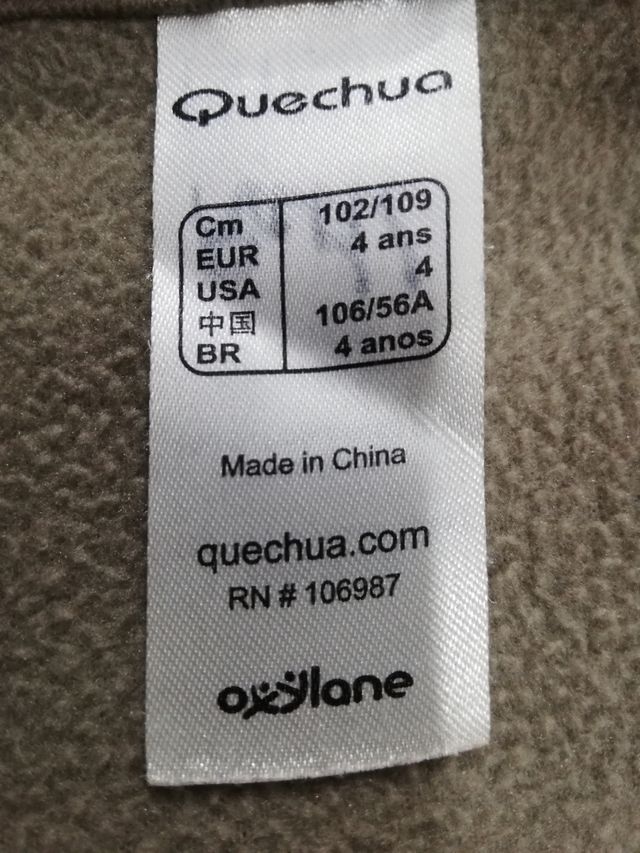 Quechua
Cm 102/109
EUR 4 ans
USA 4
中国 106/56A
BR 4 anos
Made in China
quechua.com
RN # 106987
oxylane